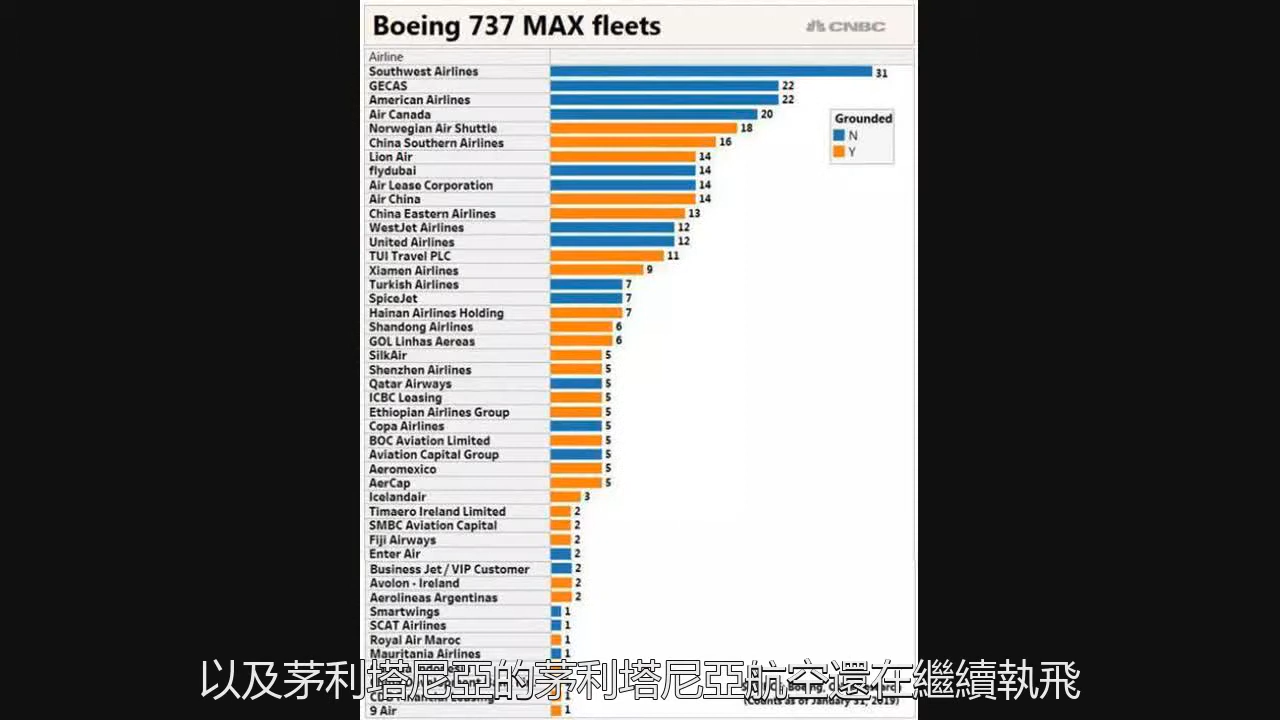 Boeing 737 MAX fleets
CNBC
Airline
Southwest Airlines 31
GECAS 22
American Airlines 22
Air Canada 20
Norwegian Air Shuttle 18
China Southern Airlines 16
Lion Air 14
flydubai 14
Air Lease Corporation 14
Air China 14
China Eastern Airlines 13
WestJet Airlines 12
United Airlines 12
TUI Travel PLC 11
Xiamen Airlines 9
Turkish Airlines 7
SpiceJet 7
Hainan Airlines Holding 7
Shandong Airlines 6
GOL Linhas Aereas 6
SilkAir 5
Shenzhen Airlines 5
Qatar Airways 5
ICBC Leasing 5
Ethiopian Airlines Group 5
Copa Airlines 5
BOC Aviation Limited 5
Aviation Capital Group 5
Aeromexico 5
AerCap 5
Icelandair 3
Timaero Ireland Limited 2
SMBC Aviation Capital 2
Fiji Airways 2
Enter Air 2
Business Jet / VIP Customer 2
Avolon - Ireland 2
Aerolineas Argentinas 2
Smartwings 1
SCAT Airlines 1
Royal Air Maroc 1
Mauritania Airlines 1
9 Air 1
Grounded
N
Y
(Counts as of January 31, 2019)
以及茅利塔尼亞的茅利塔尼亞航空還在繼續執飛